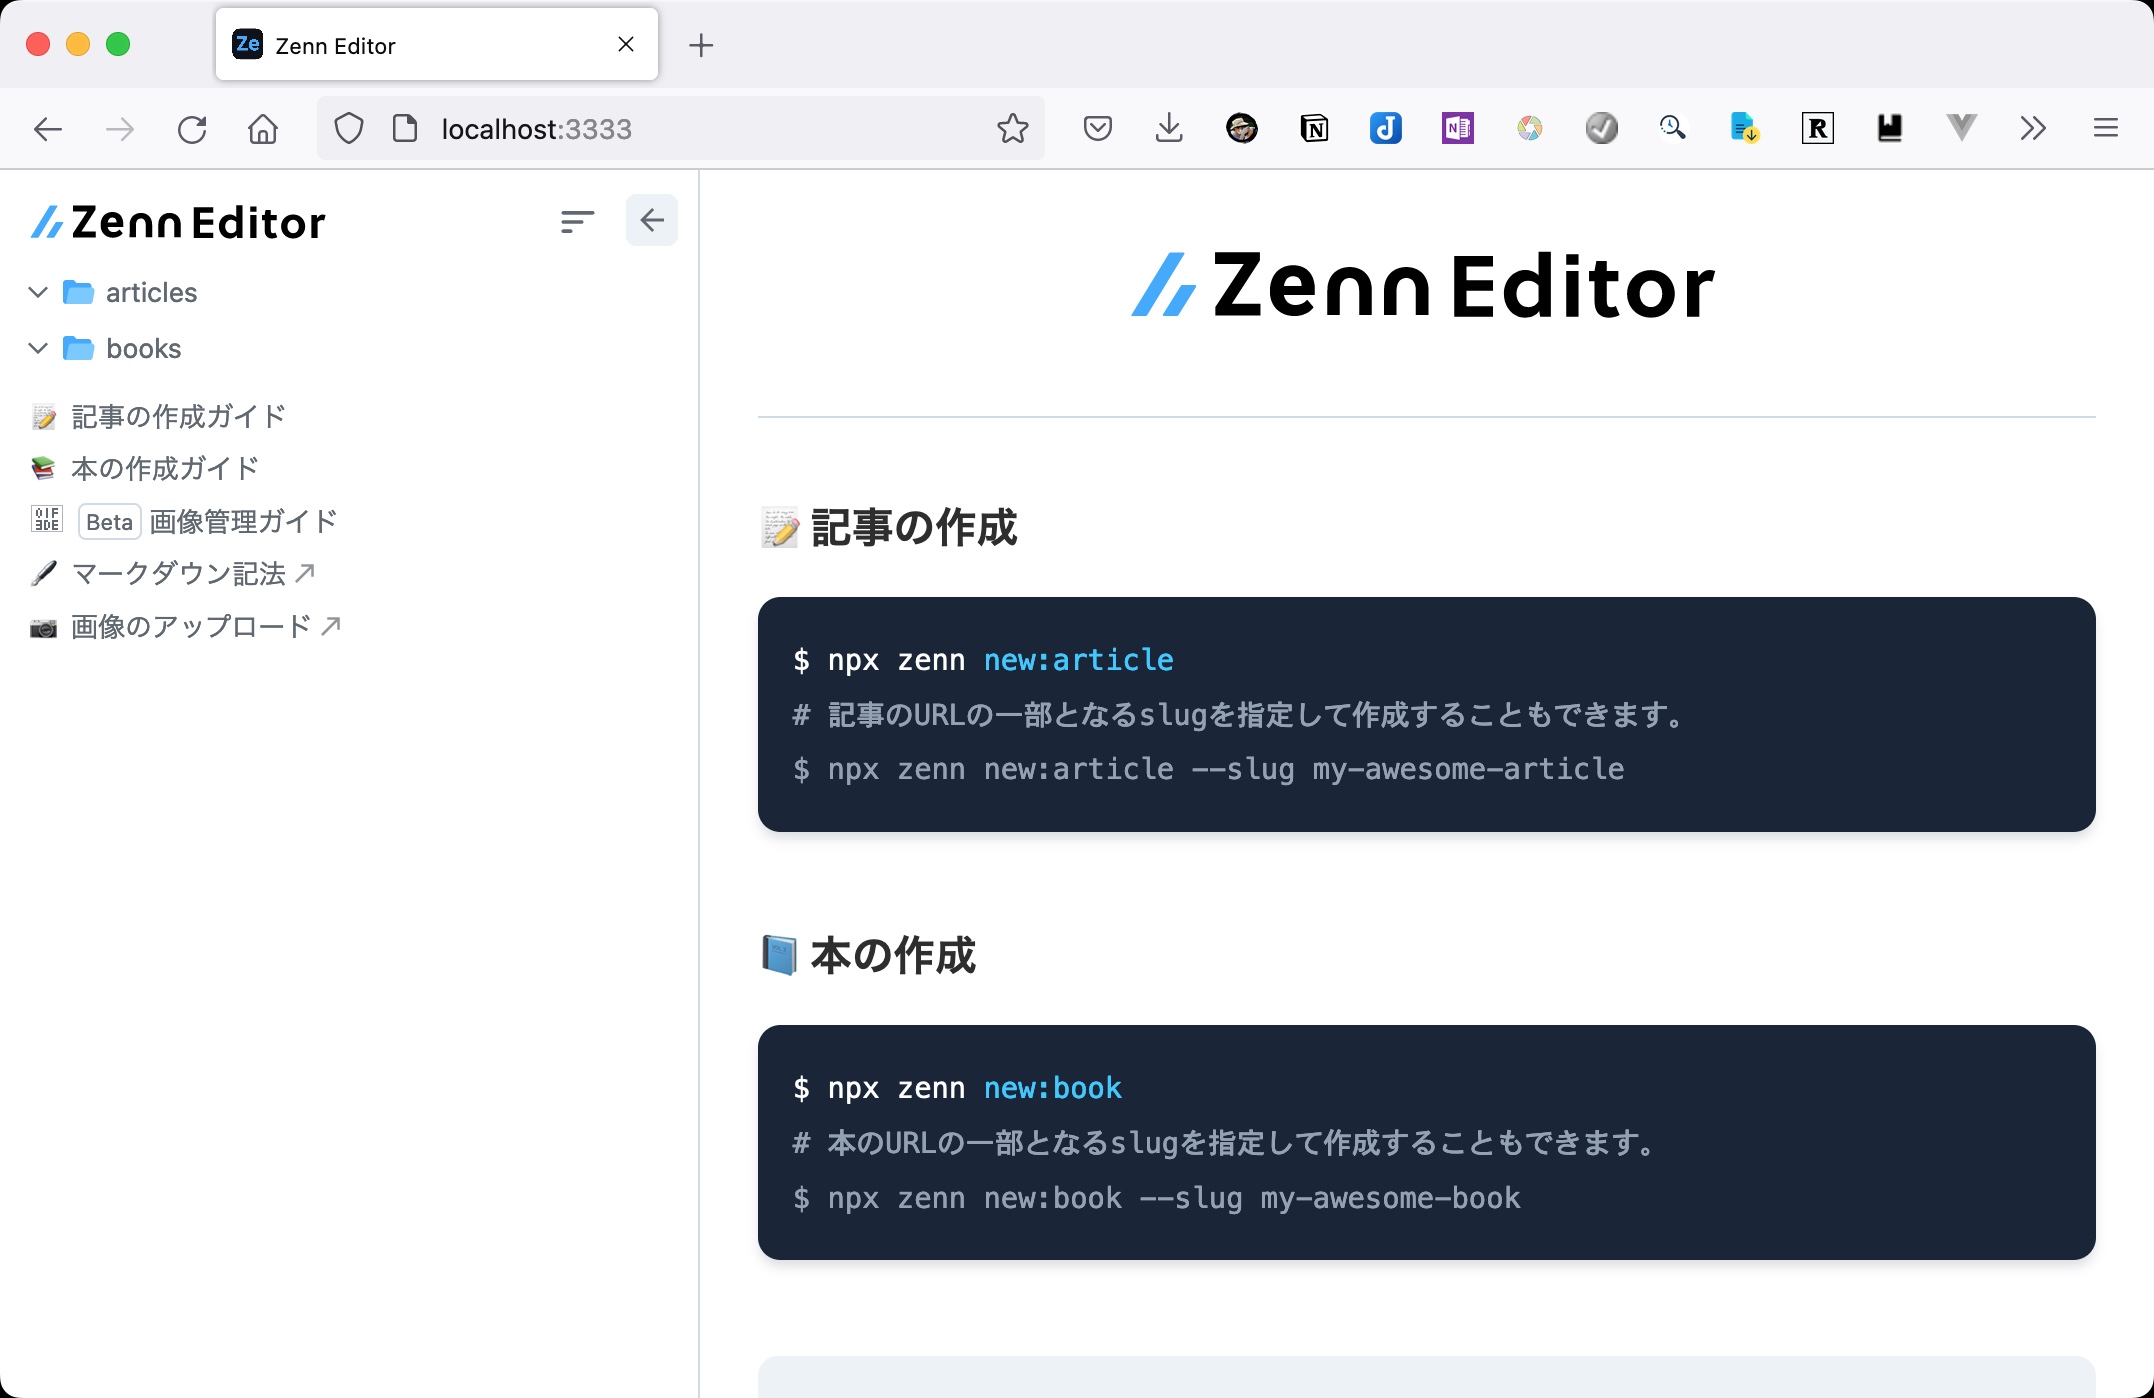 Zenn Editor
localhost:3333
Zenn Editor
articles
books
記事の作成ガイド
本の作成ガイド
Beta 画像管理ガイド
マークダウン記法 ↗
画像のアップロード ↗
Zenn Editor
📝 記事の作成
$ npx zenn new:article
# 記事のURLの一部となるslugを指定して作成することもできます。
$ npx zenn new:article --slug my-awesome-article
📘 本の作成
$ npx zenn new:book
# 本のURLの一部となるslugを指定して作成することもできます。
$ npx zenn new:book --slug my-awesome-book